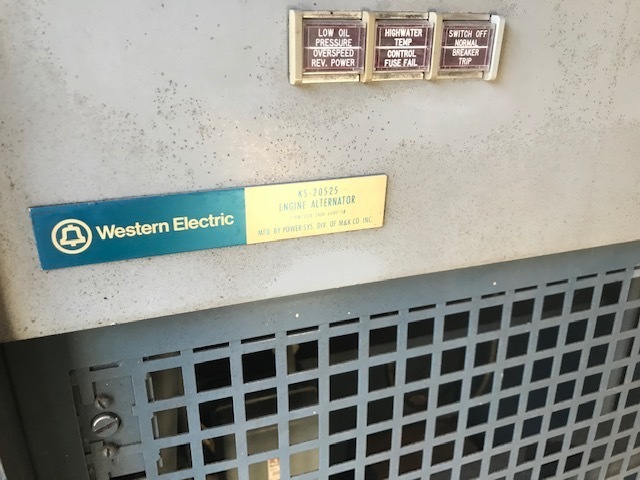 LOW OIL
PRESSURE
OVERSPEED
REV. POWER
HIGHWATER
TEMP
CONTROL
FUSE FAIL
SWITCH OFF
NORMAL
BREAKER
TRIP
Western Electric
KS-20525
ENGINE ALTERNATOR
MFD. BY POWER SYS. DIV. OF M&K CO. INC.